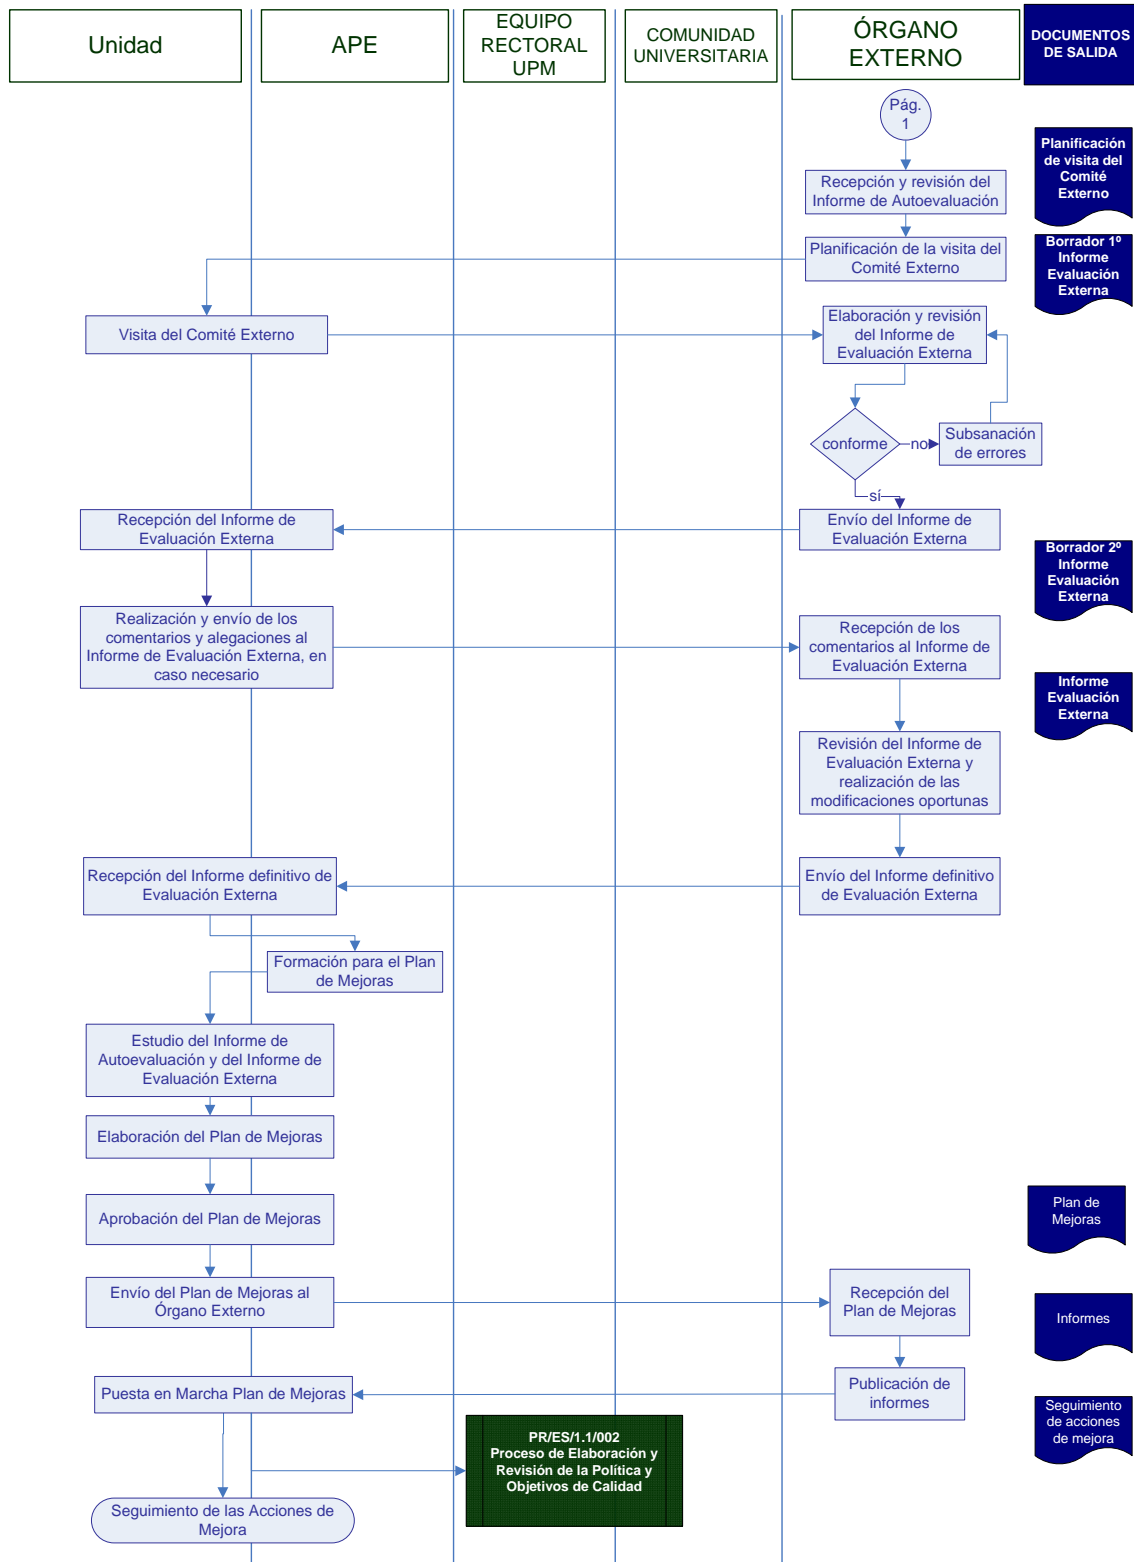 Unidad
APE
EQUIPO
RECTORAL
UPM
COMUNIDAD
UNIVERSITARIA
ÓRGANO
EXTERNO
DOCUMENTOS
DE SALIDA
Pág.
1
Planificación
de visita del
Comité
Externo
Recepción y revisión del
Informe de Autoevaluación
Planificación de la visita del
Comité Externo
Borrador 1º
Informe
Evaluación
Externa
Visita del Comité Externo
Elaboración y revisión
del Informe de
Evaluación Externa
conforme
no
Subsanación
de errores
sí
Recepción del Informe de
Evaluación Externa
Envío del Informe de
Evaluación Externa
Borrador 2º
Informe
Evaluación
Externa
Realización y envío de los
comentarios y alegaciones al
Informe de Evaluación Externa, en
caso necesario
Recepción de los
comentarios al Informe de
Evaluación Externa
Informe
Evaluación
Externa
Revisión del Informe de
Evaluación Externa y
realización de las
modificaciones oportunas
Recepción del Informe definitivo de
Evaluación Externa
Envío del Informe definitivo
de Evaluación Externa
Formación para el Plan
de Mejoras
Estudio del Informe de
Autoevaluación y del Informe de
Evaluación Externa
Elaboración del Plan de Mejoras
Aprobación del Plan de Mejoras
Plan de
Mejoras
Envío del Plan de Mejoras al
Órgano Externo
Recepción del
Plan de Mejoras
Informes
Puesta en Marcha Plan de Mejoras
Publicación de
informes
Seguimiento
de acciones
de mejora
PR/ES/1.1/002
Proceso de Elaboración y
Revisión de la Política y
Objetivos de Calidad
Seguimiento de las Acciones de
Mejora